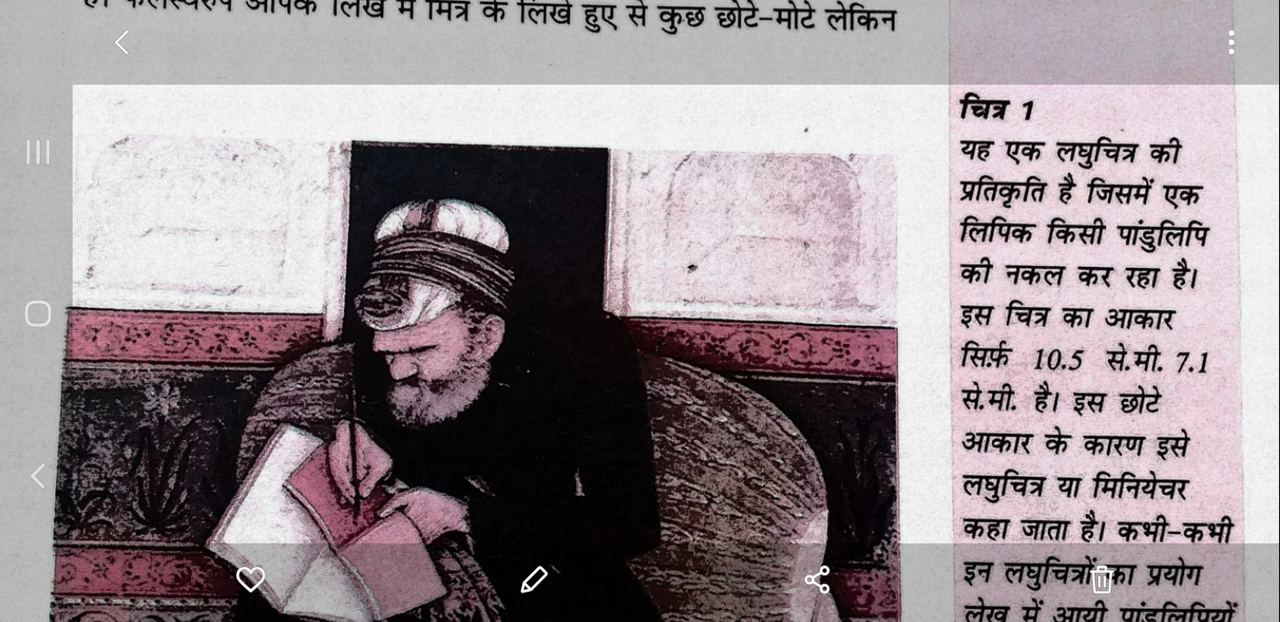 फलस्वरुप आपके लिखे में मित्र के लिखे हुए से कुछ छोटे-मोटे लेकिन
चित्र 1
यह एक लघुचित्र की
प्रतिकृति है जिसमें एक
लिपिक किसी पांडुलिपि
की नकल कर रहा है।
इस चित्र का आकार
सिर्फ़ 10.5 से.मी. 7.1
से.मी. है। इस छोटे
आकार के कारण इसे
लघुचित्र या मिनियेचर
कहा जाता है। कभी-कभी
इन लघुचित्रों का प्रयोग
लेख में आयी पांडुलिपियों